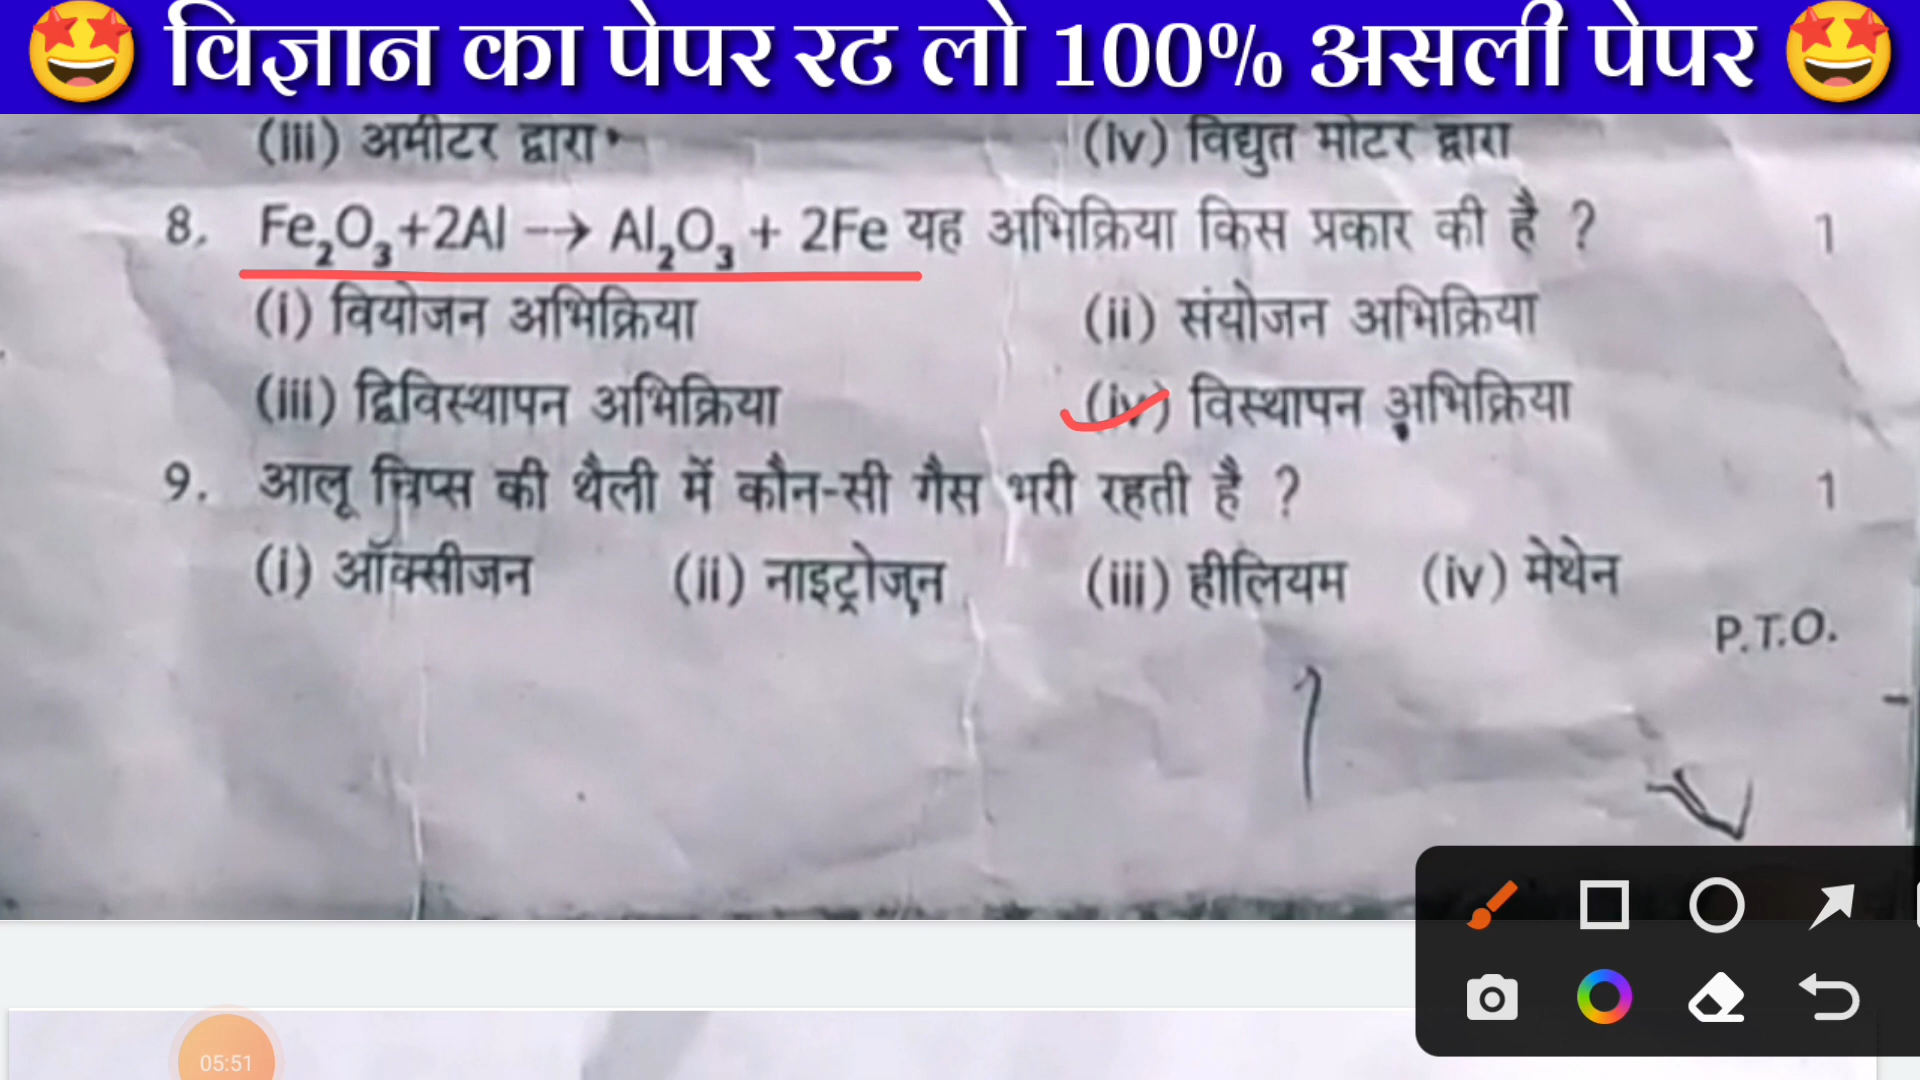 विज्ञान का पेपर रट लो 100% असली पेपर
(iii) अमीटर द्वारा (iv) विद्युत मोटर द्वारा
8. Fe₂O₃+2Al → Al₂O₃ + 2Fe यह अभिक्रिया किस प्रकार की है ? 1
(i) वियोजन अभिक्रिया (ii) संयोजन अभिक्रिया
(iii) द्विविस्थापन अभिक्रिया (iv) विस्थापन अभिक्रिया
9. आलू चिप्स की थैली में कौन-सी गैस भरी रहती है ? 1
(i) ऑक्सीजन (ii) नाइट्रोजन (iii) हीलियम (iv) मेथेन
P.T.O.
05:51